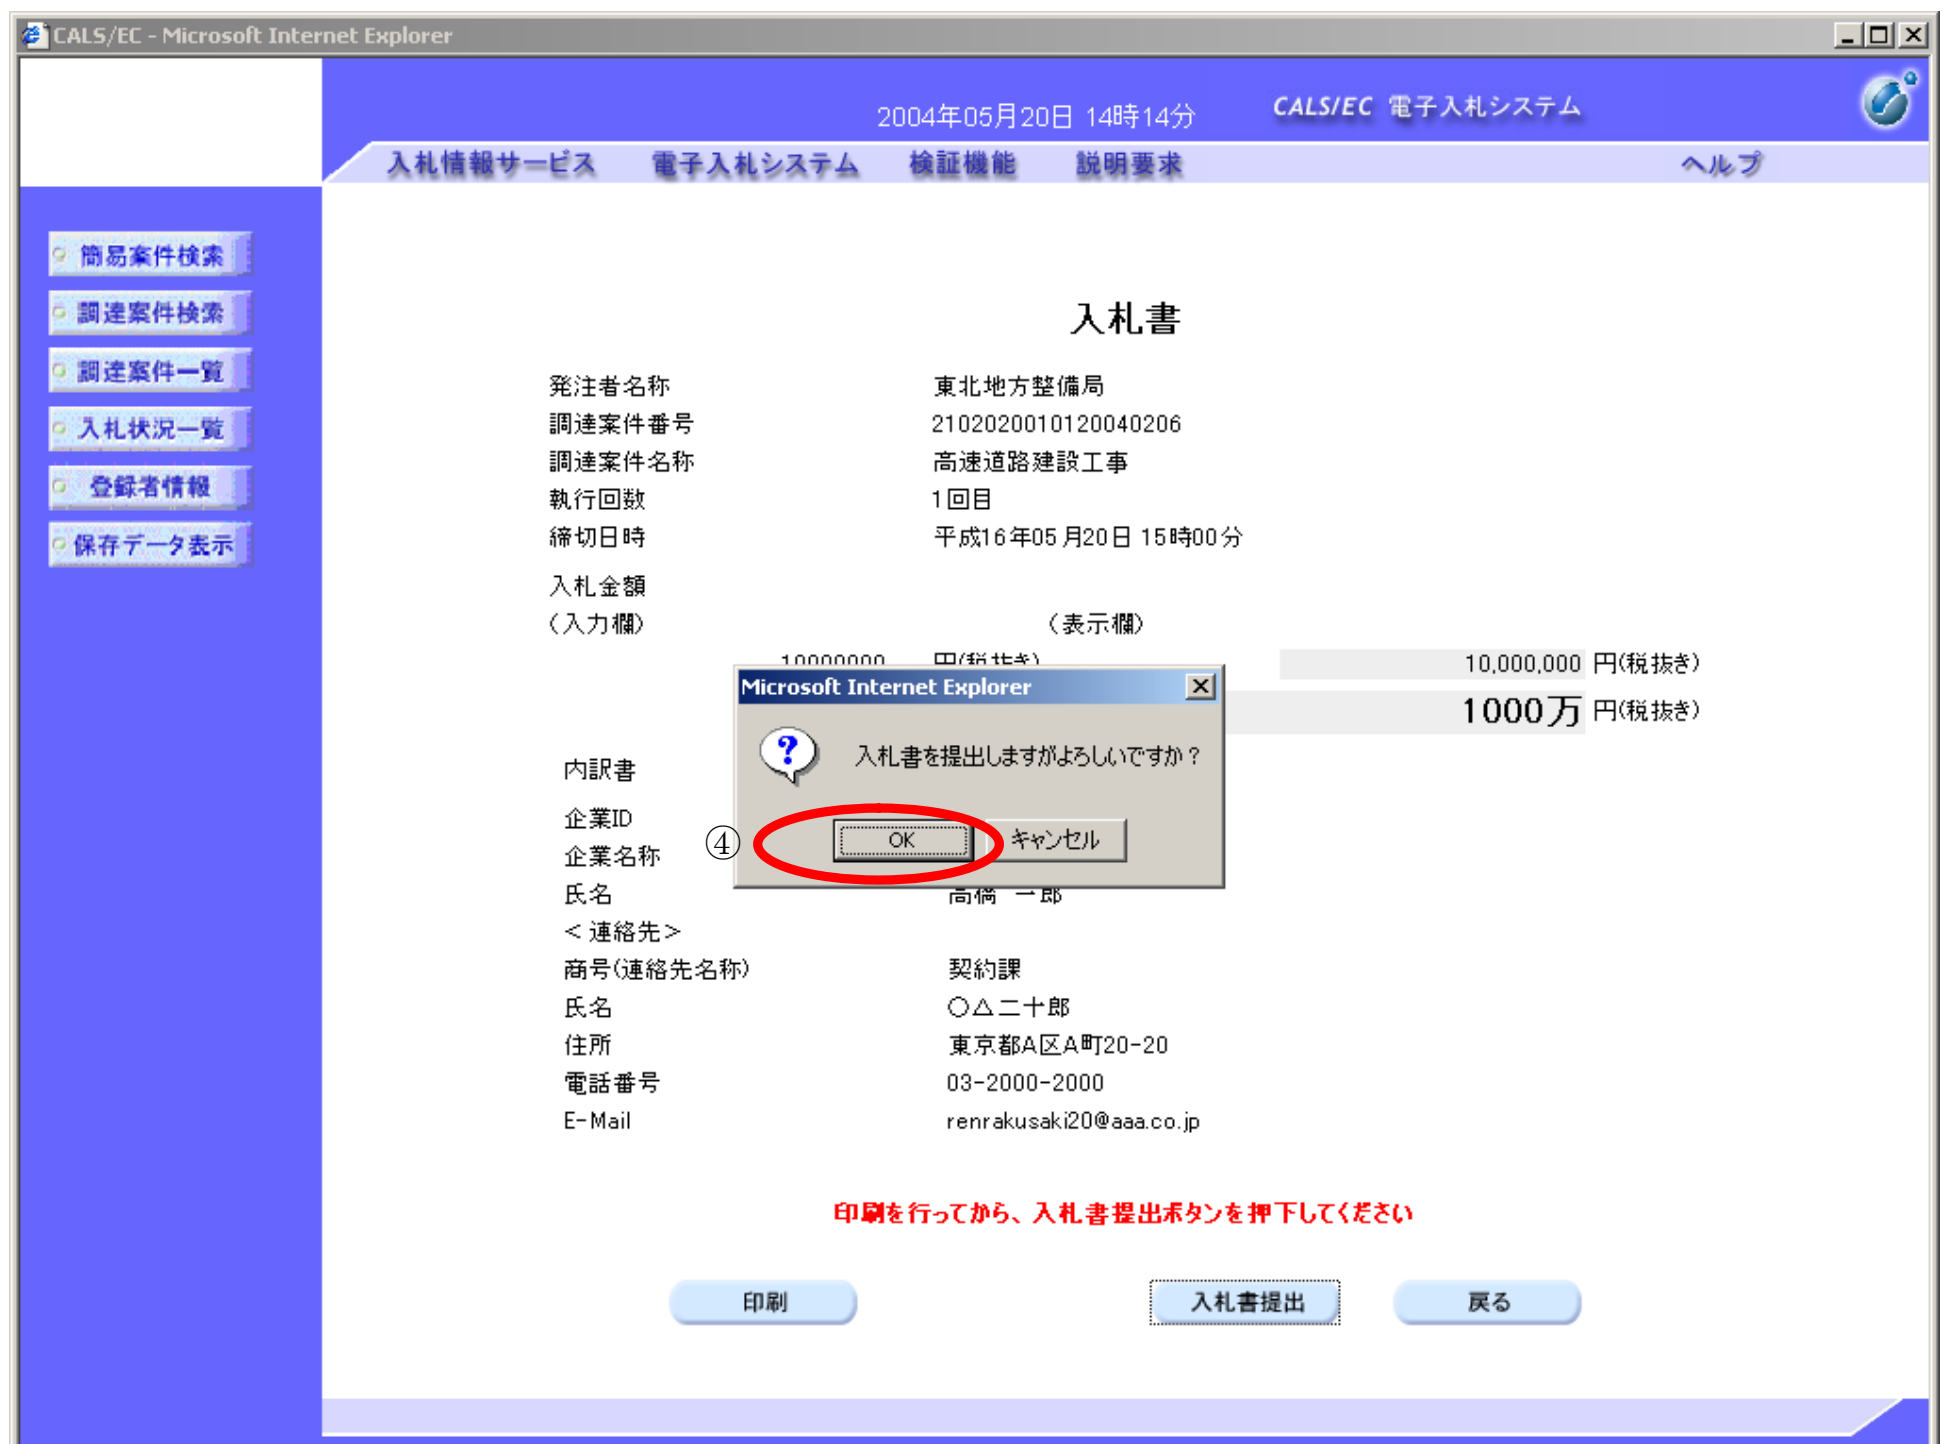 CALS/EC - Microsoft Internet Explorer
2004年05月20日 14時14分 CALS/EC 電子入札システム
入札情報サービス 電子入札システム 検証機能 説明要求 ヘルプ
簡易案件検索
調達案件検索
調達案件一覧
入札状況一覧
登録者情報
保存データ表示
入札書
発注者名称 東北地方整備局
調達案件番号 2102020010120040206
調達案件名称 高速道路建設工事
執行回数 1回目
締切日時 平成16年05月20日 15時00分
入札金額
(入力欄) (表示欄)
10000000 円(税抜き) 10,000,000 円(税抜き)
1000万 円(税抜き)
Microsoft Internet Explorer
入札書を提出しますがよろしいですか？
④ OK キャンセル
内訳書
企業ID
企業名称
氏名 高橋 一郎
＜連絡先＞
商号(連絡先名称) 契約課
氏名 ○△二十郎
住所 東京都A区A町20-20
電話番号 03-2000-2000
E-Mail renrakusaki20@aaa.co.jp
印刷を行ってから、入札書提出ボタンを押下してください
印刷 入札書提出 戻る